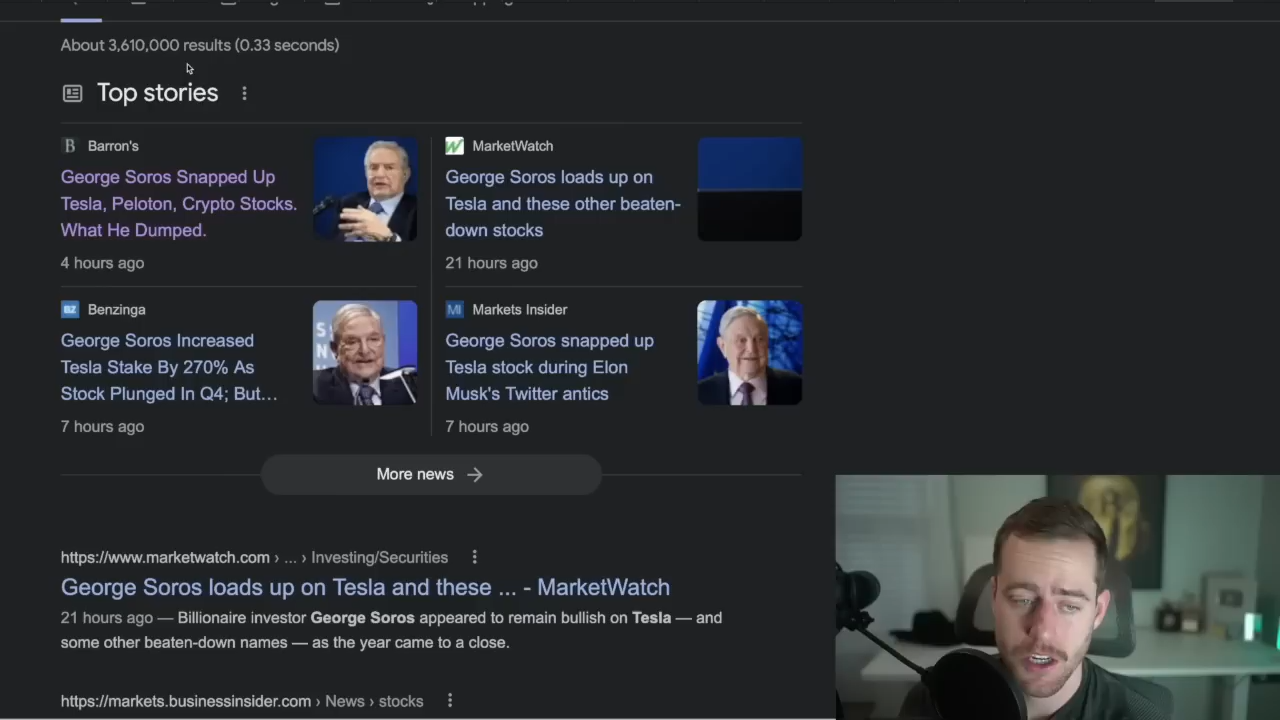 About 3,610,000 results (0.33 seconds)
Top stories
Barron's
George Soros Snapped Up
Tesla, Peloton, Crypto Stocks.
What He Dumped.
4 hours ago
MarketWatch
George Soros loads up on
Tesla and these other beaten-
down stocks
21 hours ago
BZ Benzinga
George Soros Increased
Tesla Stake By 270% As
Stock Plunged In Q4; But...
7 hours ago
MI Markets Insider
George Soros snapped up
Tesla stock during Elon
Musk's Twitter antics
7 hours ago
More news
https://www.marketwatch.com › ... › Investing/Securities
George Soros loads up on Tesla and these ... - MarketWatch
21 hours ago — Billionaire investor George Soros appeared to remain bullish on Tesla — and
some other beaten-down names — as the year came to a close.
https://markets.businessinsider.com › News › stocks